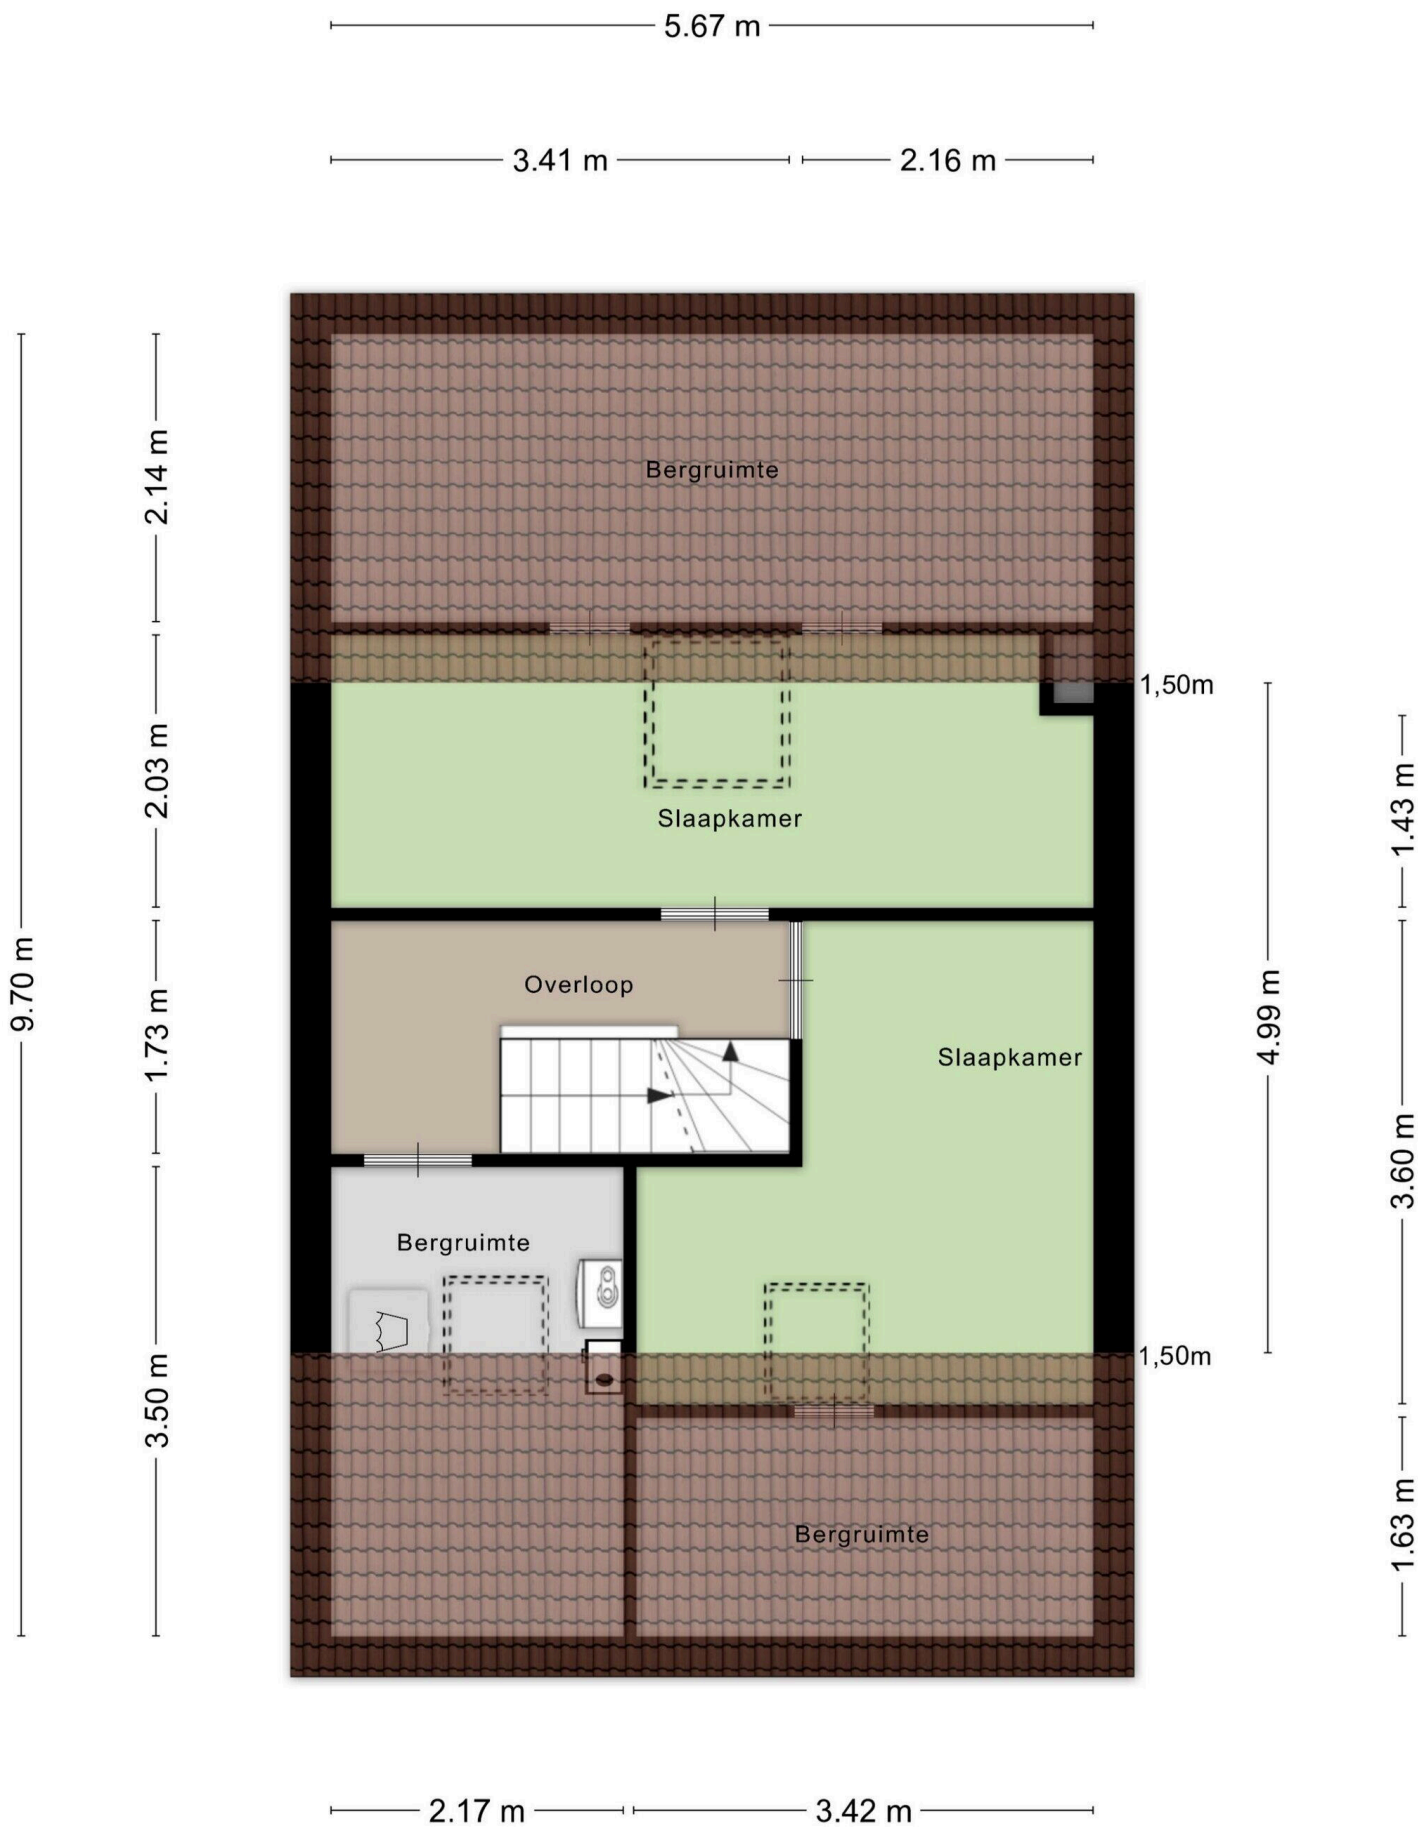 5.67 m
3.41 m
2.16 m
2.14 m
Bergruimte
1,50m
2.03 m
1.43 m
Slaapkamer
9.70 m
Overloop
1.73 m
4.99 m
Slaapkamer
3.60 m
Bergruimte
1,50m
3.50 m
Bergruimte
1.63 m
2.17 m
3.42 m